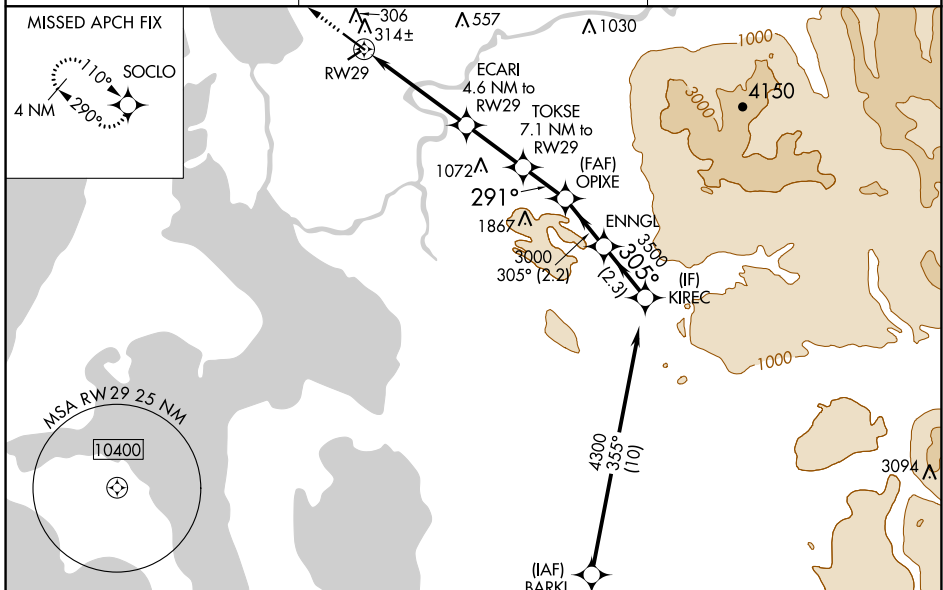 MISSED APCH FIX
110°
SOCLO
4 NM
290°
306
314±
557
1030
RW29
ECARI
4.6 NM to
RW29
TOKSE
7.1 NM to
RW29
1072
(FAF)
OPIXE
291°
1867
ENNGL
3000
305° (2.2)
3500
305°
(2.3)
(IF)
KIREC
1000
3000
4150
1000
4300
355°
(10)
3094
MSA RW29 25 NM
10400
(IAF)